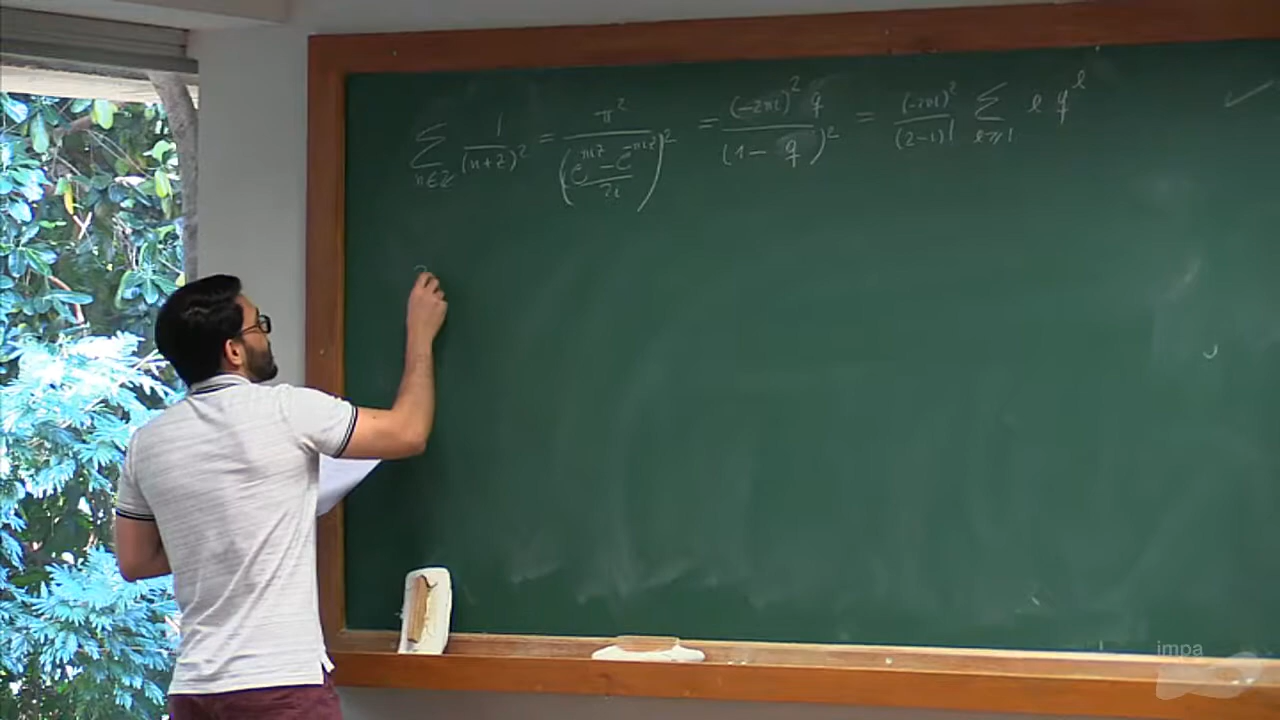 ∑_{n∈ℤ} 1/(n+z)² = π²/((e^{πiz} − e^{−πiz})/2i)² = (−2πi)² q/(1 − q)² = (−2πi)²/(2−1)! ∑_{ℓ≥1} ℓ q^ℓ ✓
impa